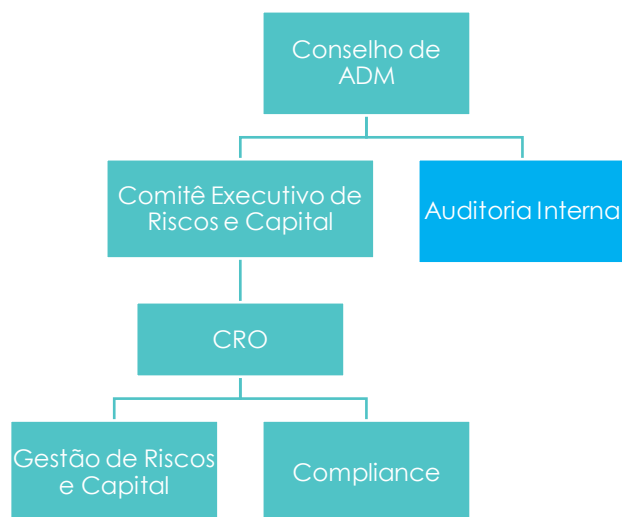 Conselho de
ADM
Comitê Executivo de
Riscos e Capital
Auditoria Interna
CRO
Gestão de Riscos
e Capital
Compliance